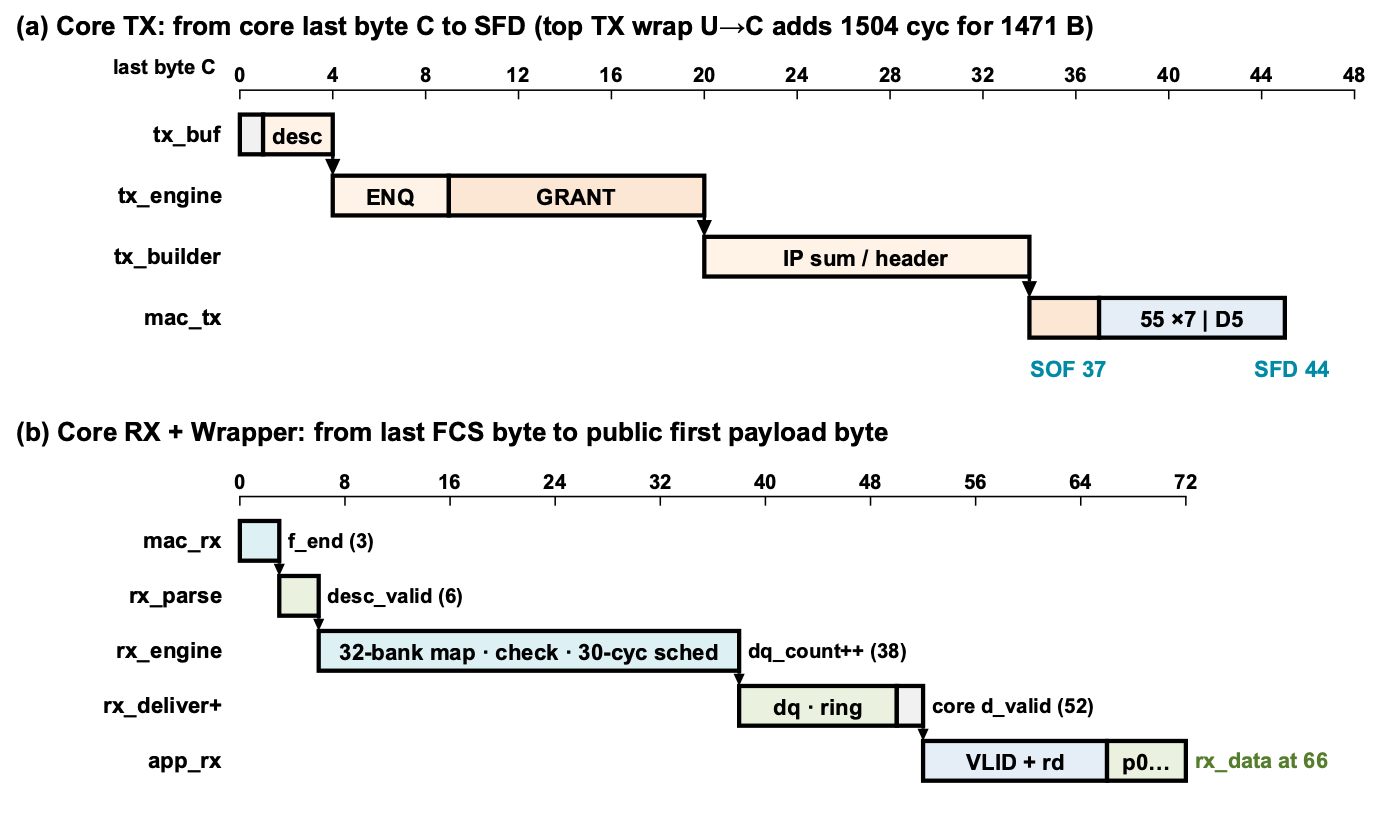 (a) Core TX: from core last byte C to SFD (top TX wrap U→C adds 1504 cyc for 1471 B)
last byte C 0 4 8 12 16 20 24 28 32 36 40 44 48
tx_buf desc
tx_engine ENQ GRANT
tx_builder IP sum / header
mac_tx 55 ×7 | D5
SOF 37 SFD 44
(b) Core RX + Wrapper: from last FCS byte to public first payload byte
0 8 16 24 32 40 48 56 64 72
mac_rx f_end (3)
rx_parse desc_valid (6)
rx_engine 32-bank map · check · 30-cyc sched dq_count++ (38)
rx_deliver+ dq · ring core d_valid (52)
app_rx VLID + rd p0... rx_data at 66